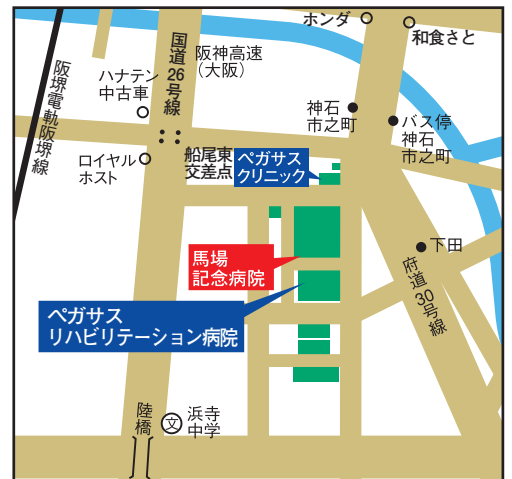 ホンダ
和食さと
国道26号線
阪神高速
(大阪)
阪堺電軌阪堺線
ハナテン
中古車
神石
市之町
バス停
神石
市之町
ロイヤル
ホスト
船尾東
交差点
ペガサス
クリニック
下田
馬場
記念病院
府道30号線
ペガサス
リハビリテーション病院
陸橋
文
浜寺
中学